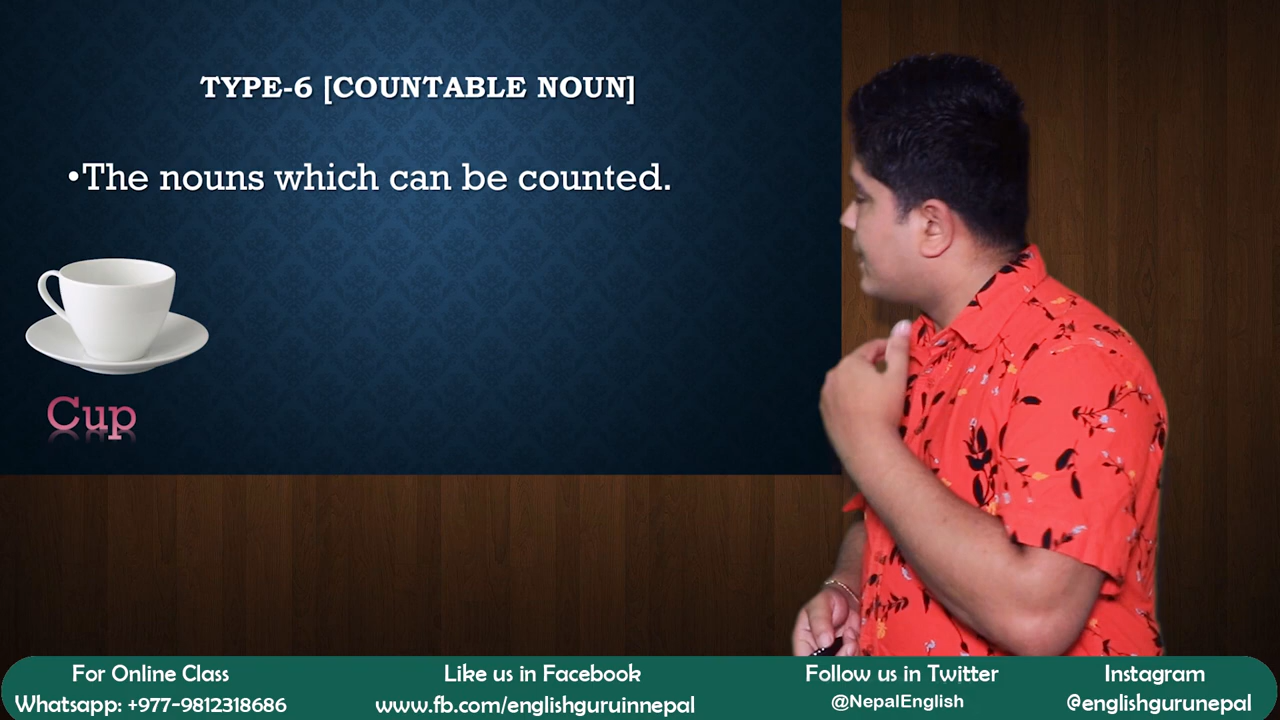 TYPE-6 [COUNTABLE NOUN]
•The nouns which can be counted.
Cup
For Online Class
Whatsapp: +977-9812318686
Like us in Facebook
www.fb.com/englishguruinnepal
Follow us in Twitter
@NepalEnglish
Instagram
@englishgurunepal